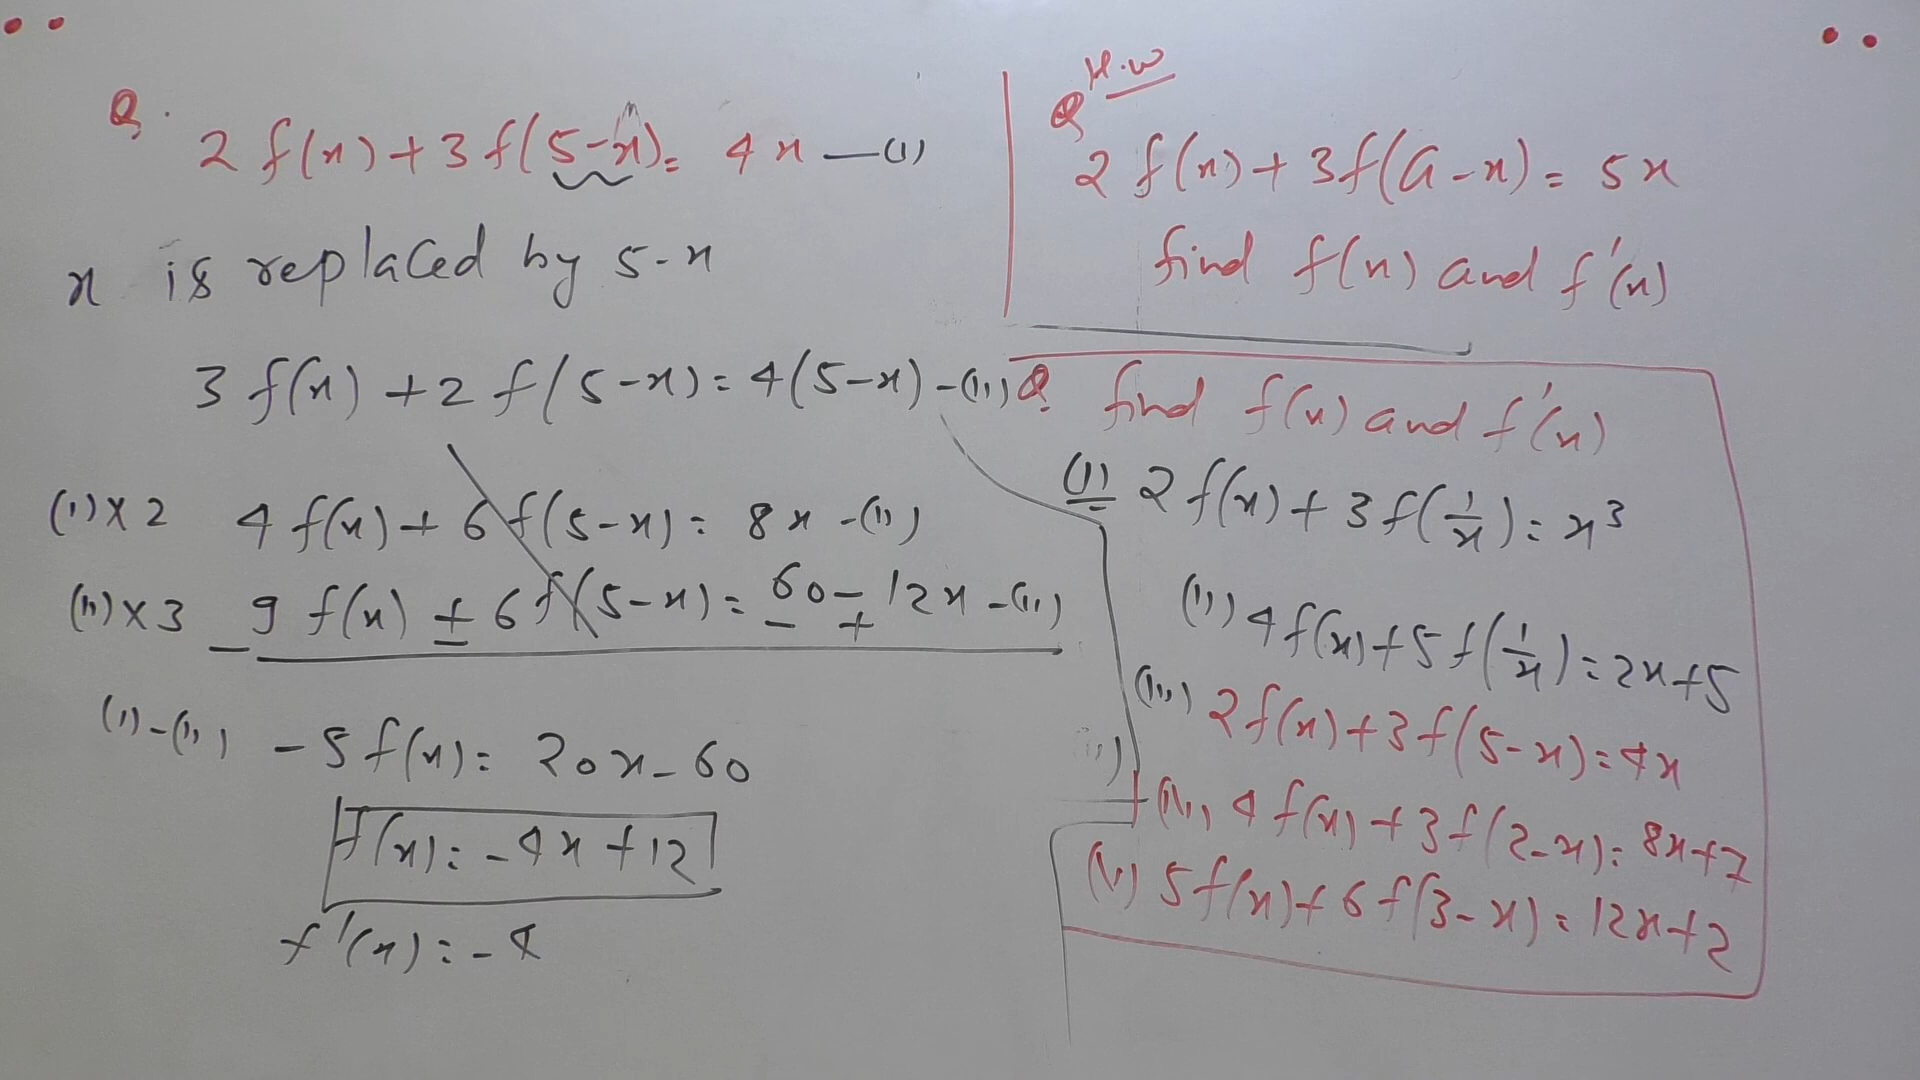 Q. 2 f(x) + 3 f(5-x) = 4x —(i)
x is replaced by 5-x
3 f(x) + 2 f(5-x) = 4(5-x) -(ii)
(i)×2 4 f(x) + 6 f(5-x) = 8x -(i)
(ii)×3 9 f(x) ± 6 f(5-x) = 60 - 12x -(ii)
- - +
(i)-(ii) -5 f(x) = 20x - 60
f(x) = -4x + 12
f'(x) = -4
H.W
Q 2 f(x) + 3 f(a-x) = 5x
find f(x) and f'(x)
Q. find f(x) and f'(x)
(i) 2 f(x) + 3 f(1/x) = x³
(ii) 4 f(x) + 5 f(1/x) = 2x + 5
(iii) 2 f(x) + 3 f(5-x) = 4x
4 f(x) + 3 f(2-x) = 8x + 7
(v) 5 f(x) + 6 f(3-x) = 12x + 2